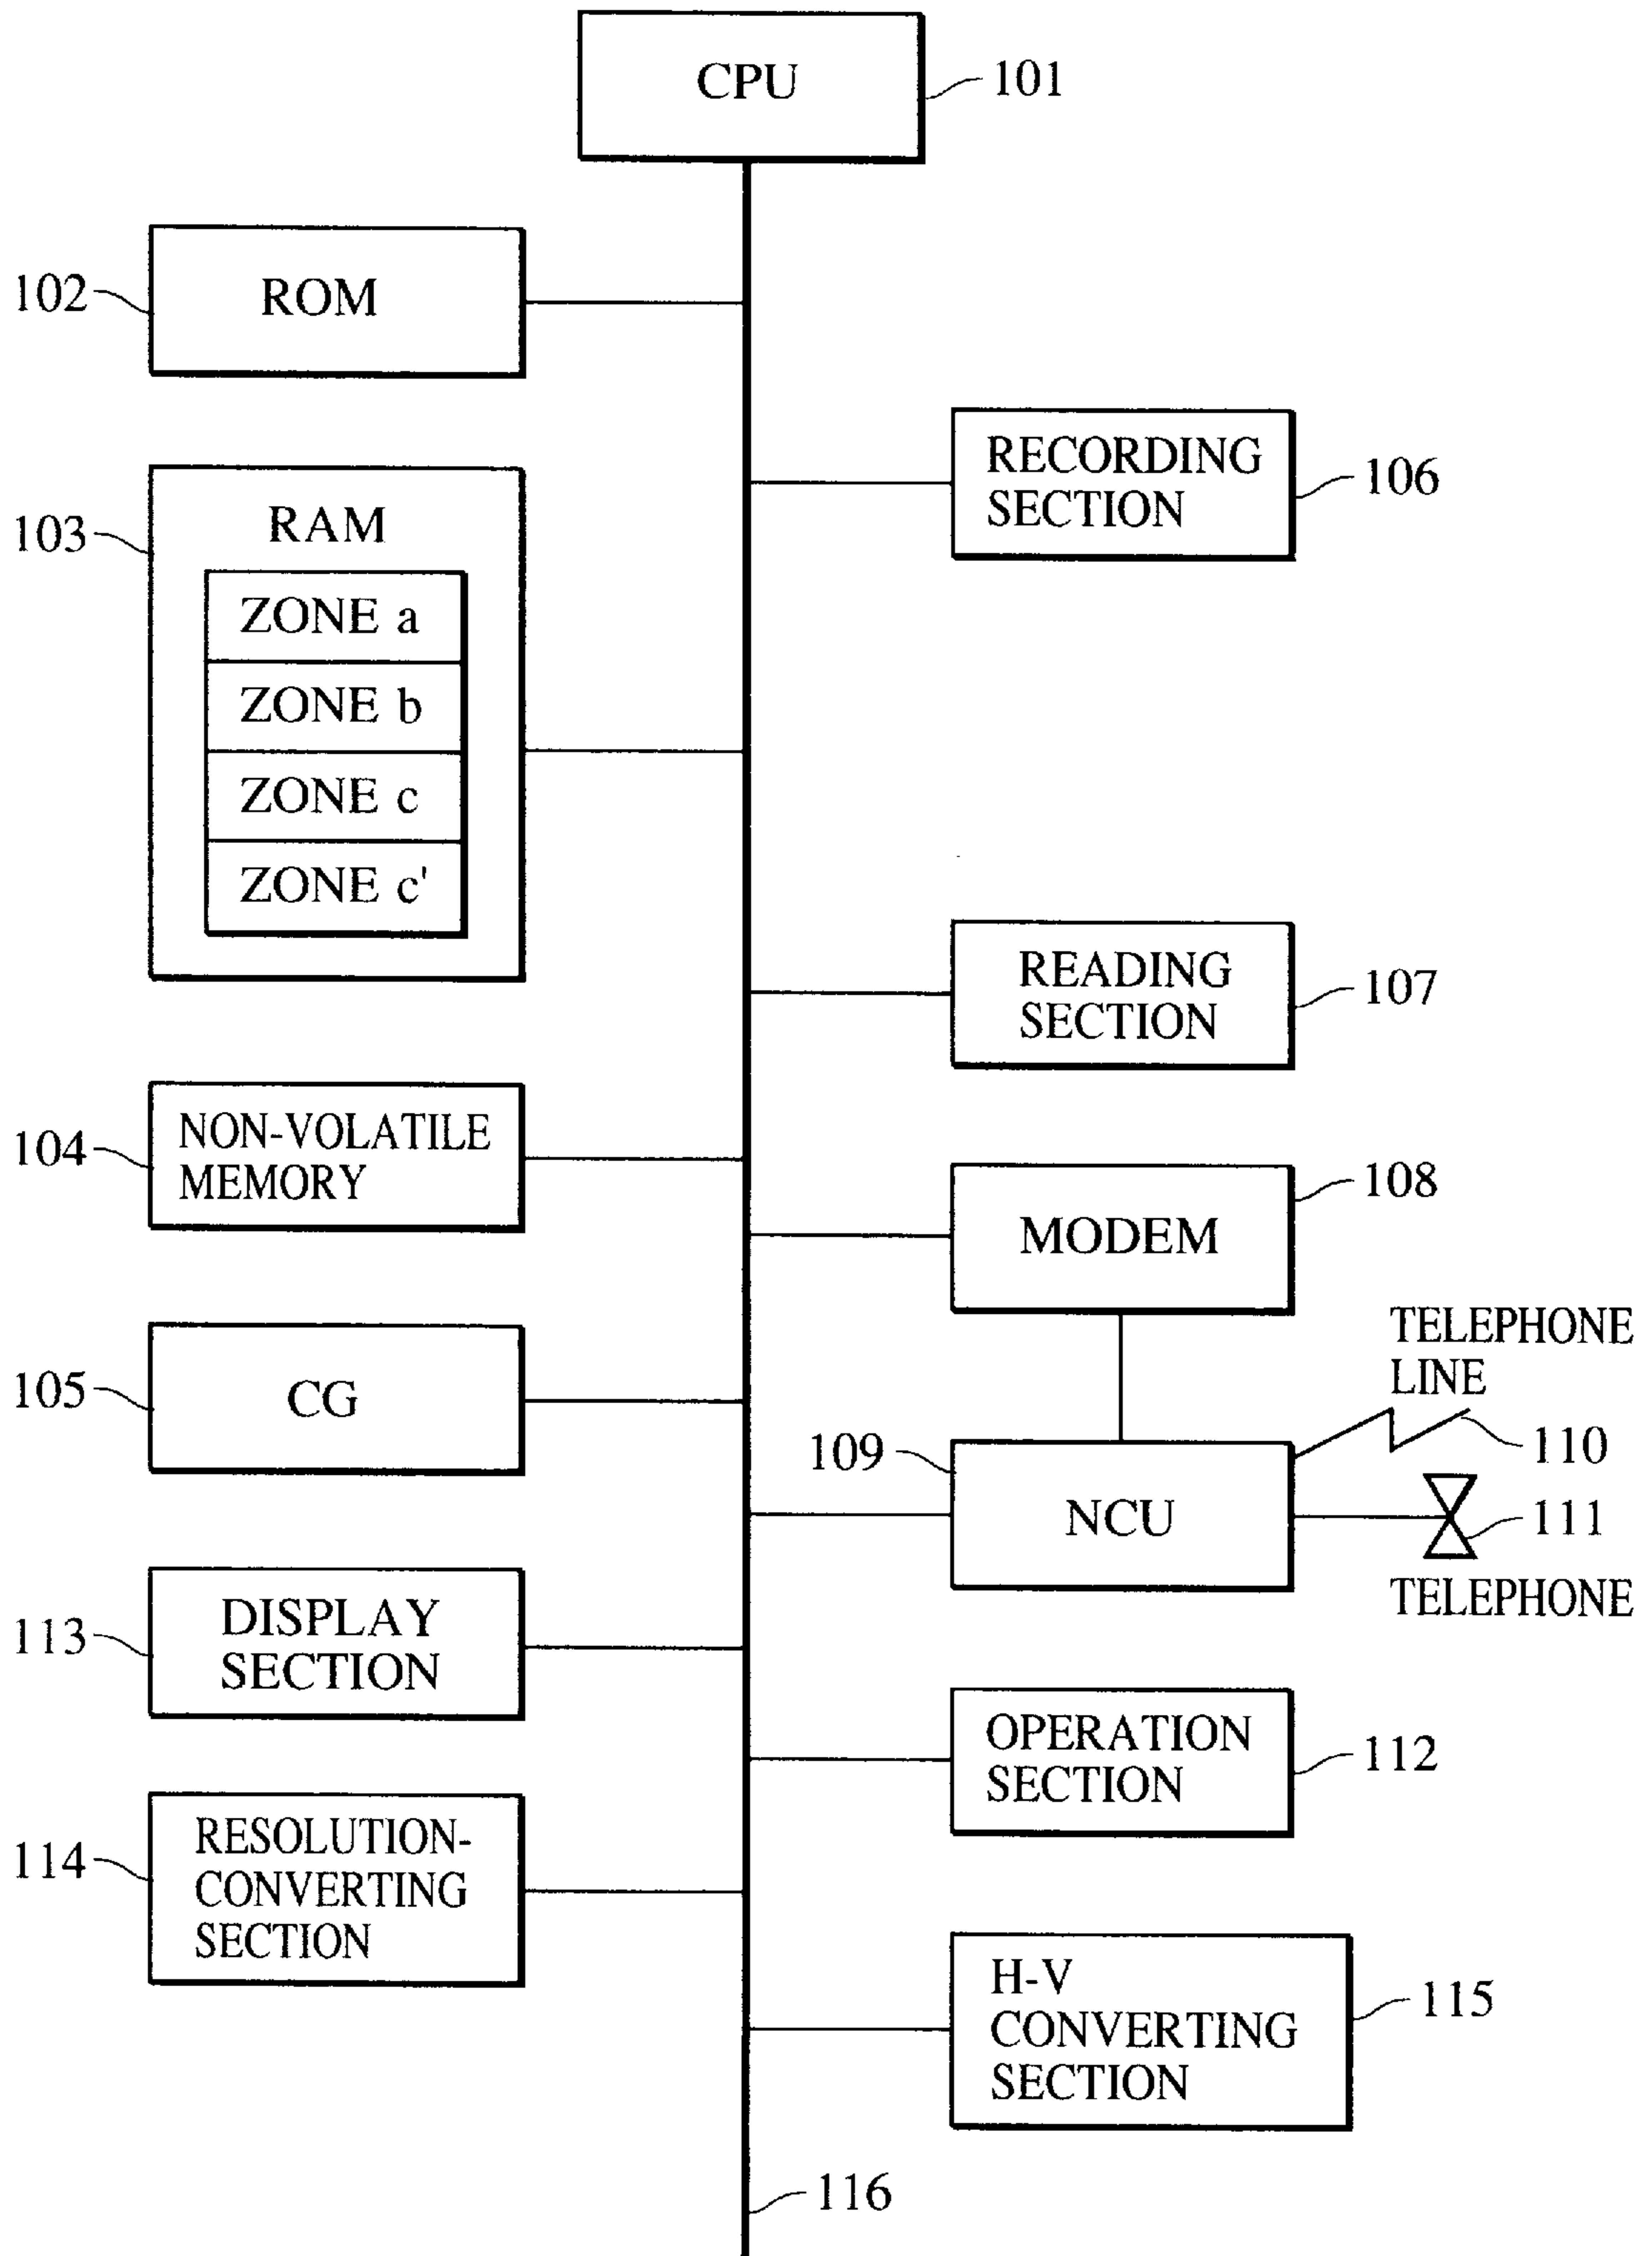 CPU
101
102
ROM
RECORDING
SECTION
106
103
RAM
ZONE a
ZONE b
ZONE c
ZONE c'
READING
SECTION
107
104
NON-VOLATILE
MEMORY
108
MODEM
105
CG
TELEPHONE
LINE
110
109
NCU
111
TELEPHONE
113
DISPLAY
SECTION
OPERATION
SECTION
112
114
RESOLUTION-
CONVERTING
SECTION
H-V
CONVERTING
SECTION
115
116